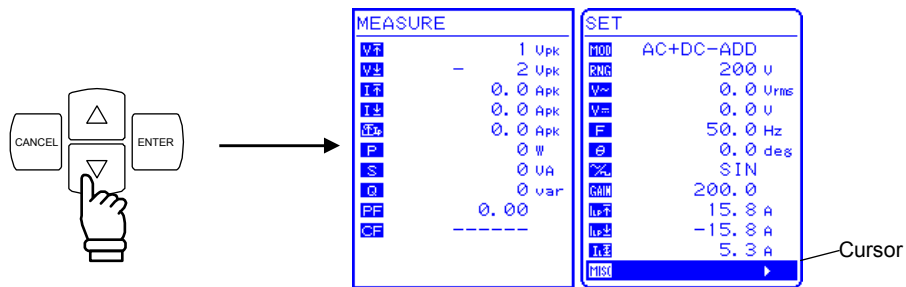 MEASURE
V↑ 1 Vpk
V↓ - 2 Vpk
I↑ 0.0 Apk
I↓ 0.0 Apk
0.0 Apk
P 0 W
S 0 VA
Q 0 var
PF 0.00
CF ------
SET
MOD AC+DC-ADD
RNG 200 V
V~ 0.0 Vrms
V⎓ 0.0 V
F 50.0 Hz
θ 0.0 deg
SIN
GAIN 200.0
15.8 A
-15.8 A
5.3 A
MISC ▶
CANCEL
ENTER
Cursor